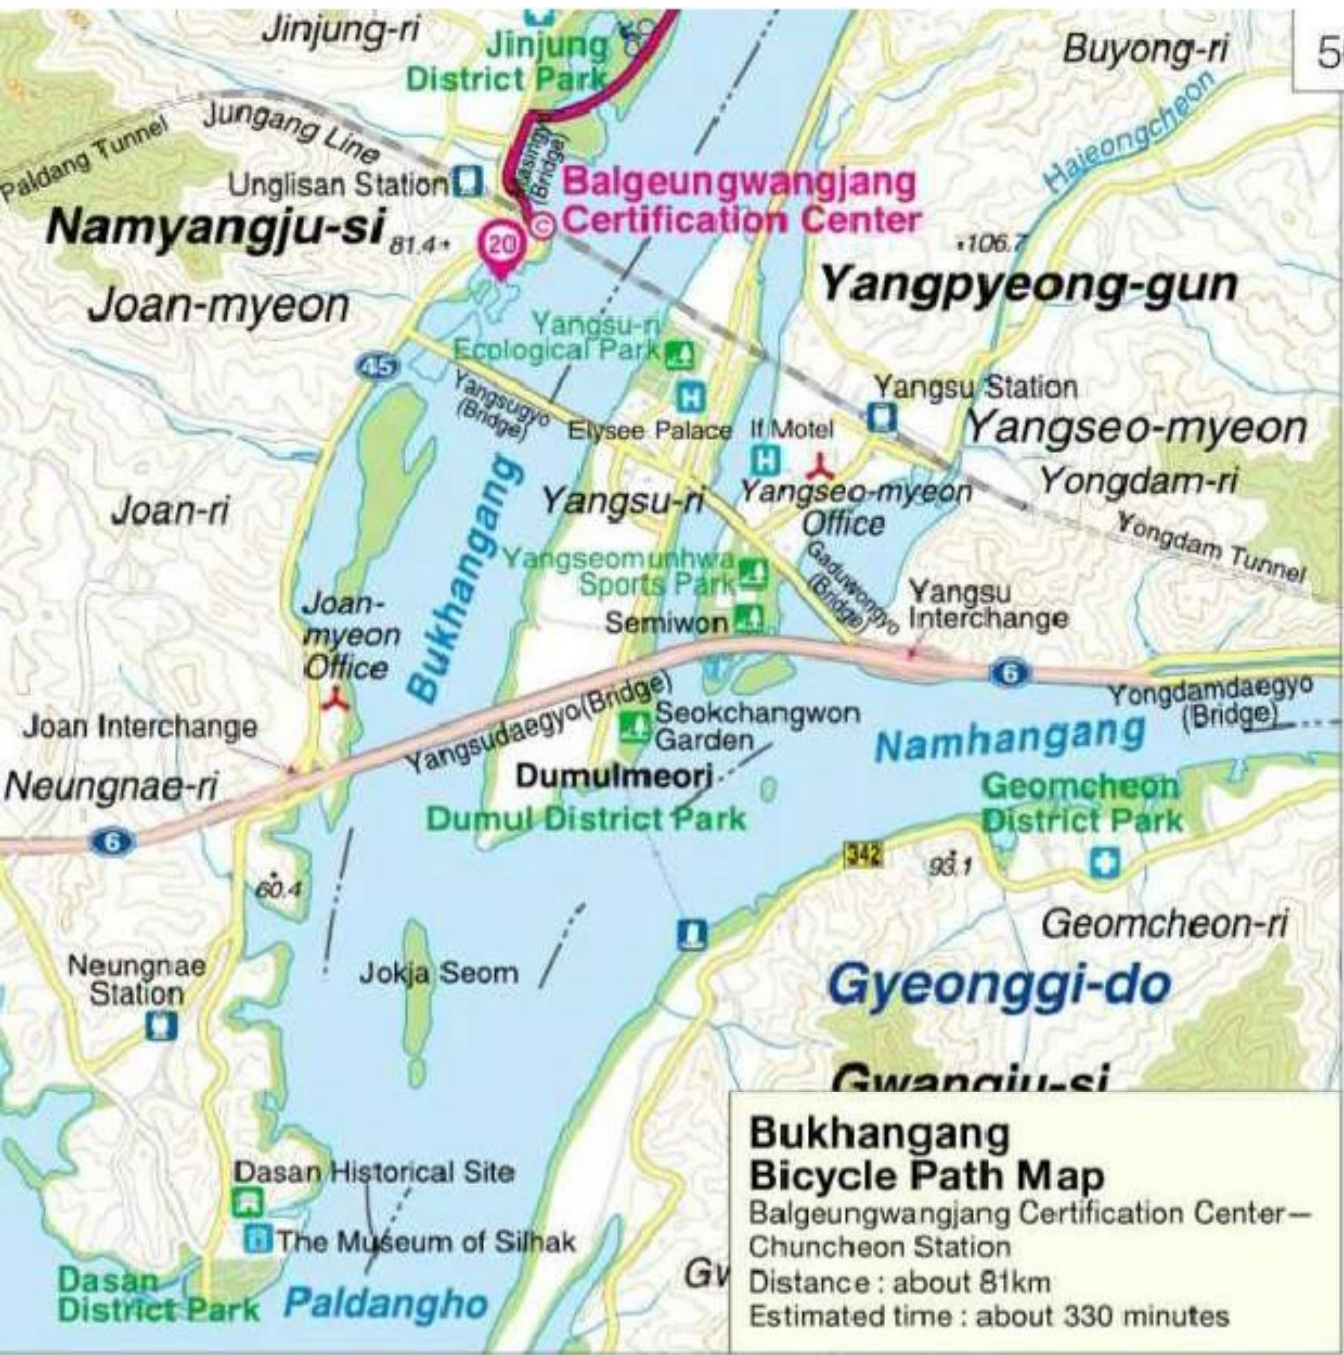 Jinjung-ri
Jinjung
District Park
Buyong-ri
5
Paldang Tunnel
Jungang Line
Hajeongcheon
(Bridge)
Unglisan Station
Balgeungwangjang
Certification Center
©
Namyangju-si
81.4
20
106.7
Yangpyeong-gun
Joan-myeon
Yangsu-ri
Ecological Park
45
Yangsugyo
(Bridge)
H
Yangsu Station
Elysee Palace
If Motel
H
Yangseo-myeon
Joan-ri
Yangsu-ri
Yangseo-myeon
Office
Yongdam-ri
Yongdam Tunnel
Bukhangang
Yangseomunhwa
Sports Park
Gaduwongyo
(Bridge)
Yangsu
Interchange
Joan-
myeon
Office
Semiwon
6
Yongdamdaegyo
(Bridge)
Joan Interchange
Yangsudaegyo(Bridge)
Seokchangwon
Garden
Namhangang
Neungnae-ri
Dumulmeori
Geomcheon
District Park
Dumul District Park
6
342
93.1
60.4
Geomcheon-ri
Neungnae
Station
Jokja Seom
Gyeonggi-do
Gwangju-si
Dasan Historical Site
The Museum of Silhak
Dasan
District Park
Paldangho
Gw
Bukhangang
Bicycle Path Map
Balgeungwangjang Certification Center—
Chuncheon Station
Distance : about 81km
Estimated time : about 330 minutes